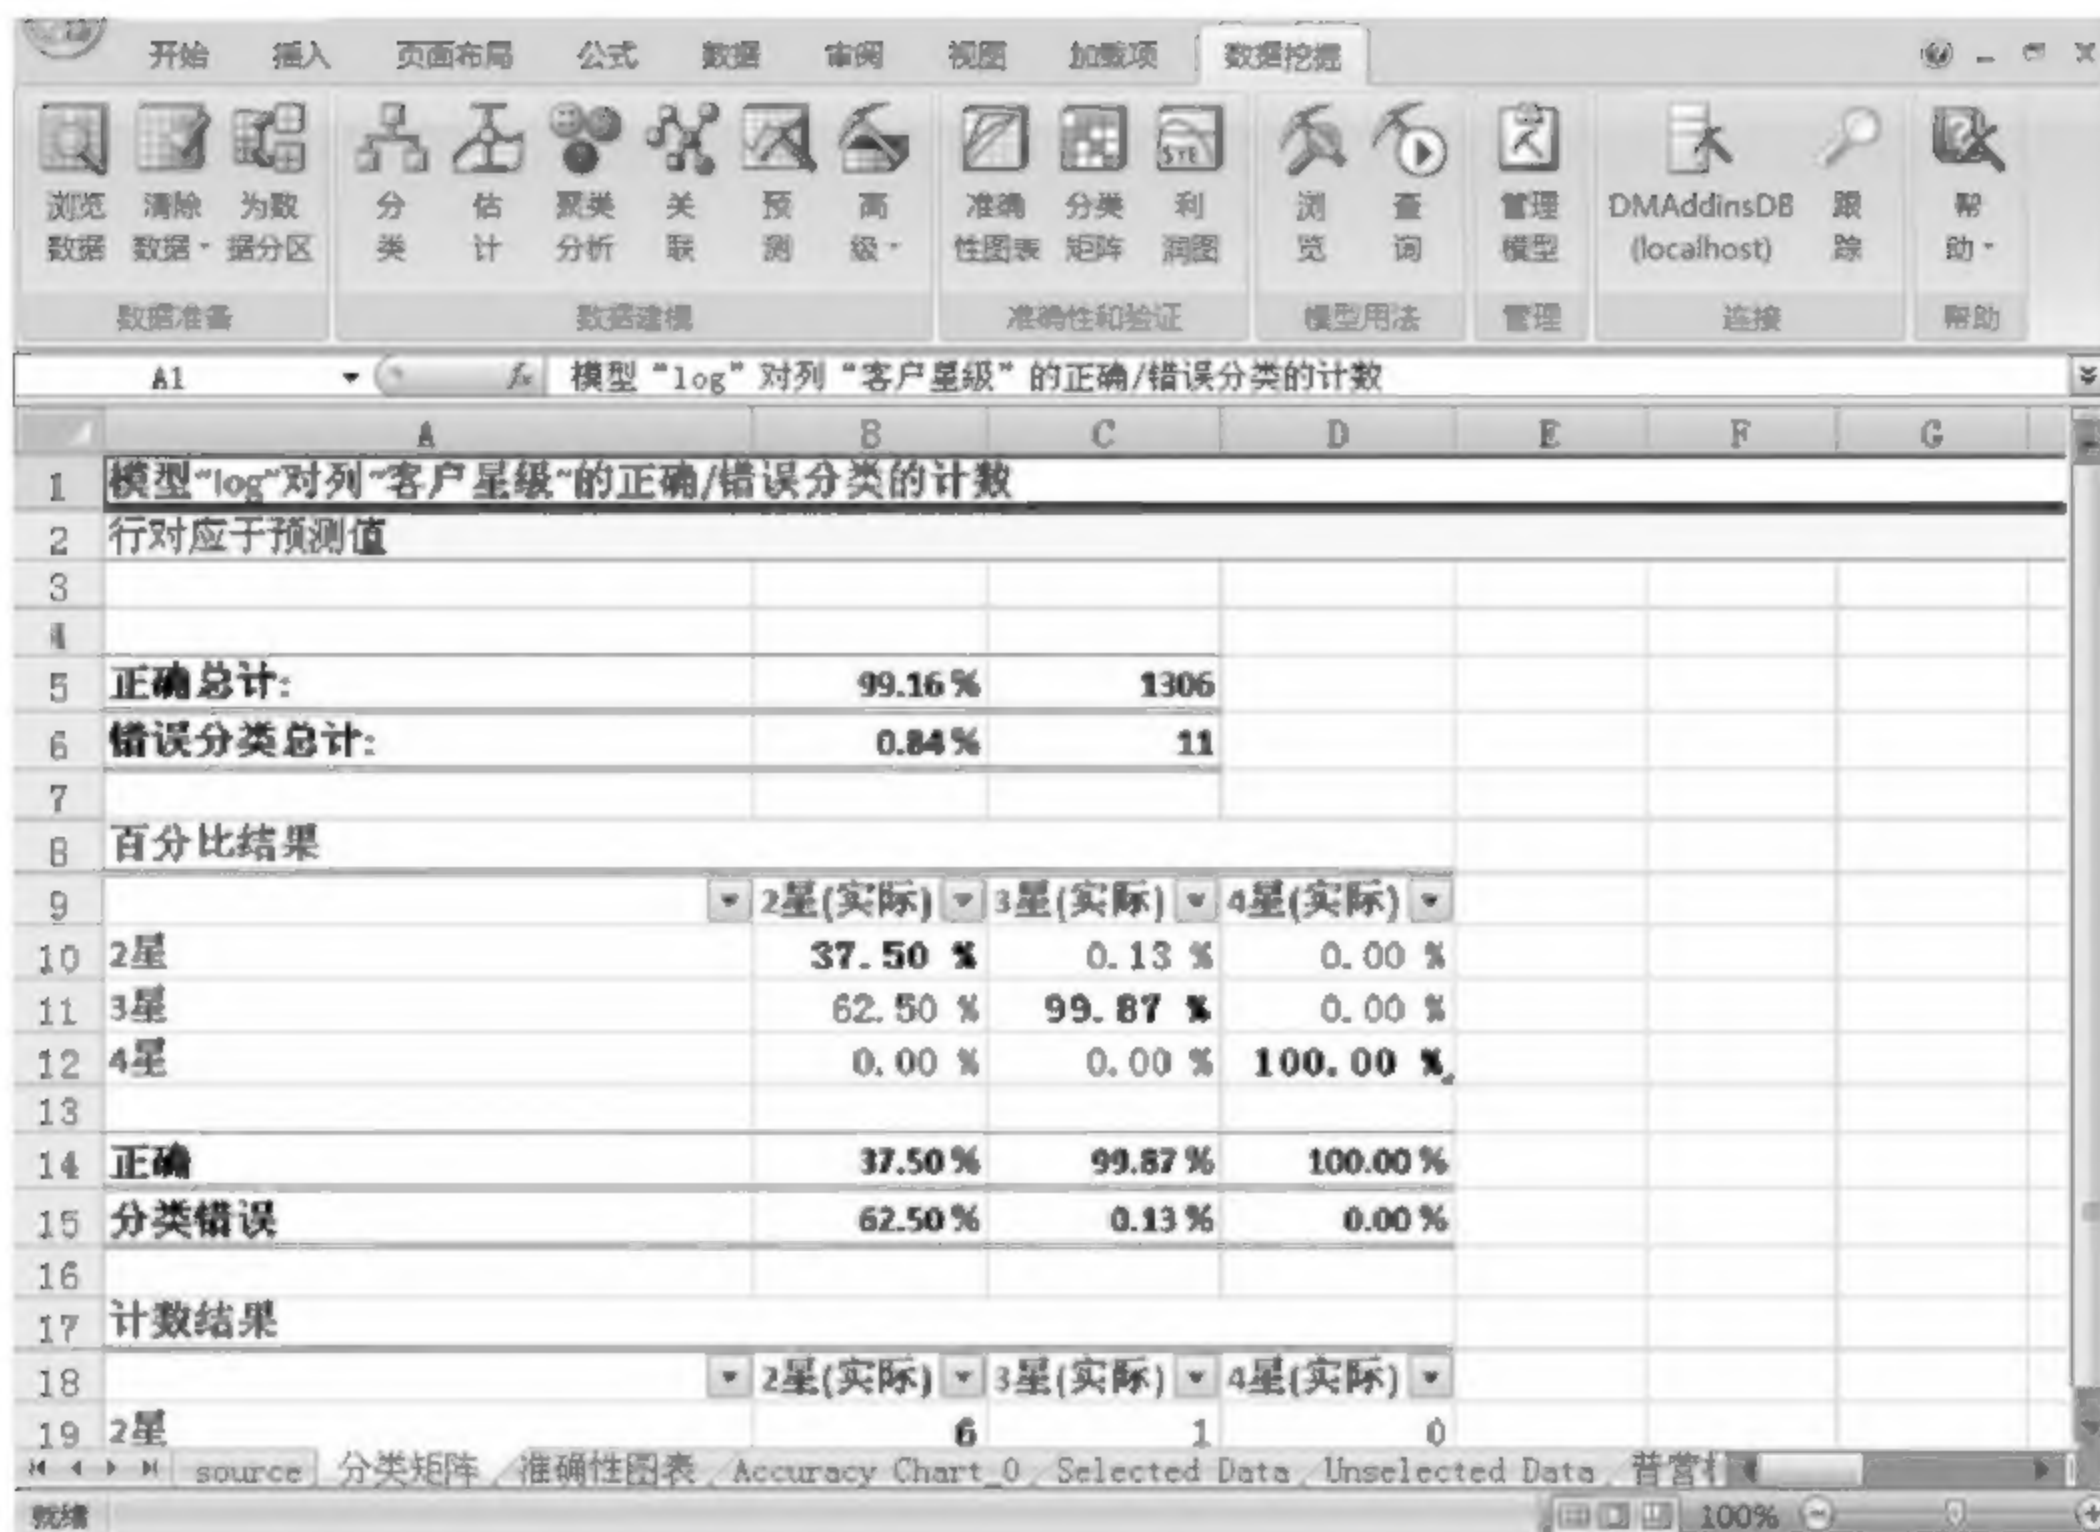 开始 插入 页面布局 公式 数据 审阅 视图 加载项 数据挖掘
浏览数据 清除数据 为数据分区 分类 估计 聚类分析 关联 预测 高级 准确性图表 分类矩阵 利润图 浏览 查询 管理模型 DMAddinsDB (localhost) 跟踪 帮助
数据准备 数据建模 准确性和验证 模型用法 管理 连接 帮助
A1 fx 模型“log”对列“客户星级”的正确/错误分类的计数
A B C D E F G
1 模型"log"对列"客户星级"的正确/错误分类的计数
2 行对应于预测值
3
4
5 正确总计: 99.16 % 1306
6 错误分类总计: 0.84 % 11
7
8 百分比结果
9 2星(实际) 3星(实际) 4星(实际)
10 2星 37.50 % 0.13 % 0.00 %
11 3星 62.50 % 99.87 % 0.00 %
12 4星 0.00 % 0.00 % 100.00 %
13
14 正确 37.50 % 99.87 % 100.00 %
15 分类错误 62.50 % 0.13 % 0.00 %
16
17 计数结果
18 2星(实际) 3星(实际) 4星(实际)
19 2星 6 1 0
source 分类矩阵 准确性图表 Accuracy Chart_0 Selected Data Unselected Data 普营
就绪 100%